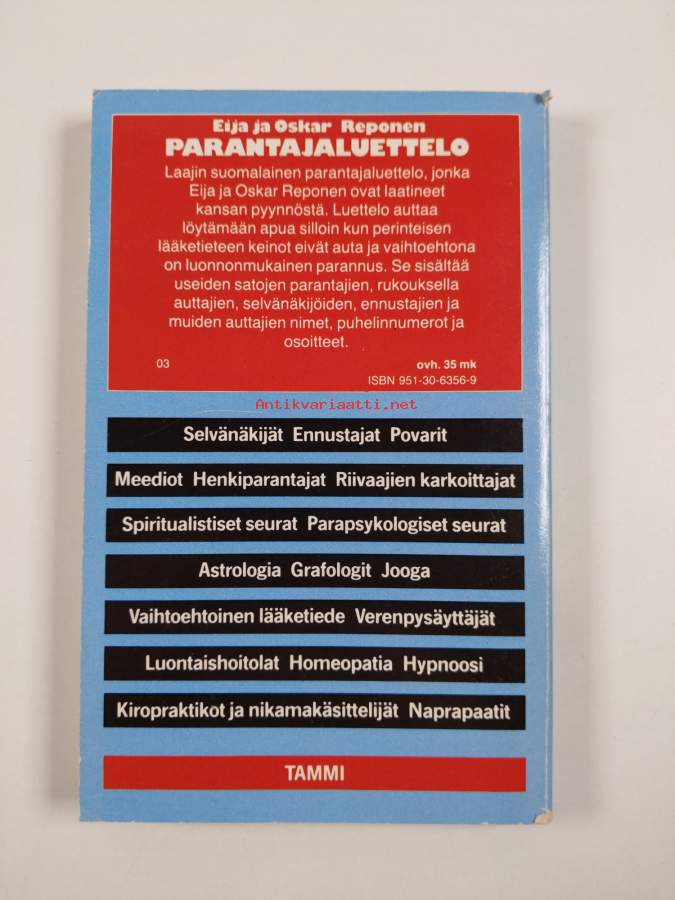 Eija ja Oskar Reponen
PARANTAJALUETTELO
Laajin suomalainen parantajaluettelo, jonka
Eija ja Oskar Reponen ovat laatineet
kansan pyynnöstä. Luettelo auttaa
löytämään apua silloin kun perinteisen
lääketieteen keinot eivät auta ja vaihtoehtona
on luonnonmukainen parannus. Se sisältää
useiden satojen parantajien, rukouksella
auttajien, selvänäkijöiden, ennustajien ja
muiden auttajien nimet, puhelinnumerot ja
osoitteet.
03 ovh. 35 mk
ISBN 951-30-6356-9
Antikvariaatti.net
Selvänäkijät Ennustajat Povarit
Meediot Henkiparantajat Riivaajien karkoittajat
Spiritualistiset seurat Parapsykologiset seurat
Astrologia Grafologit Jooga
Vaihtoehtoinen lääketiede Verenpysäyttäjät
Luontaishoitolat Homeopatia Hypnoosi
Kiropraktikot ja nikamakäsittelijät Naprapaatit
TAMMI